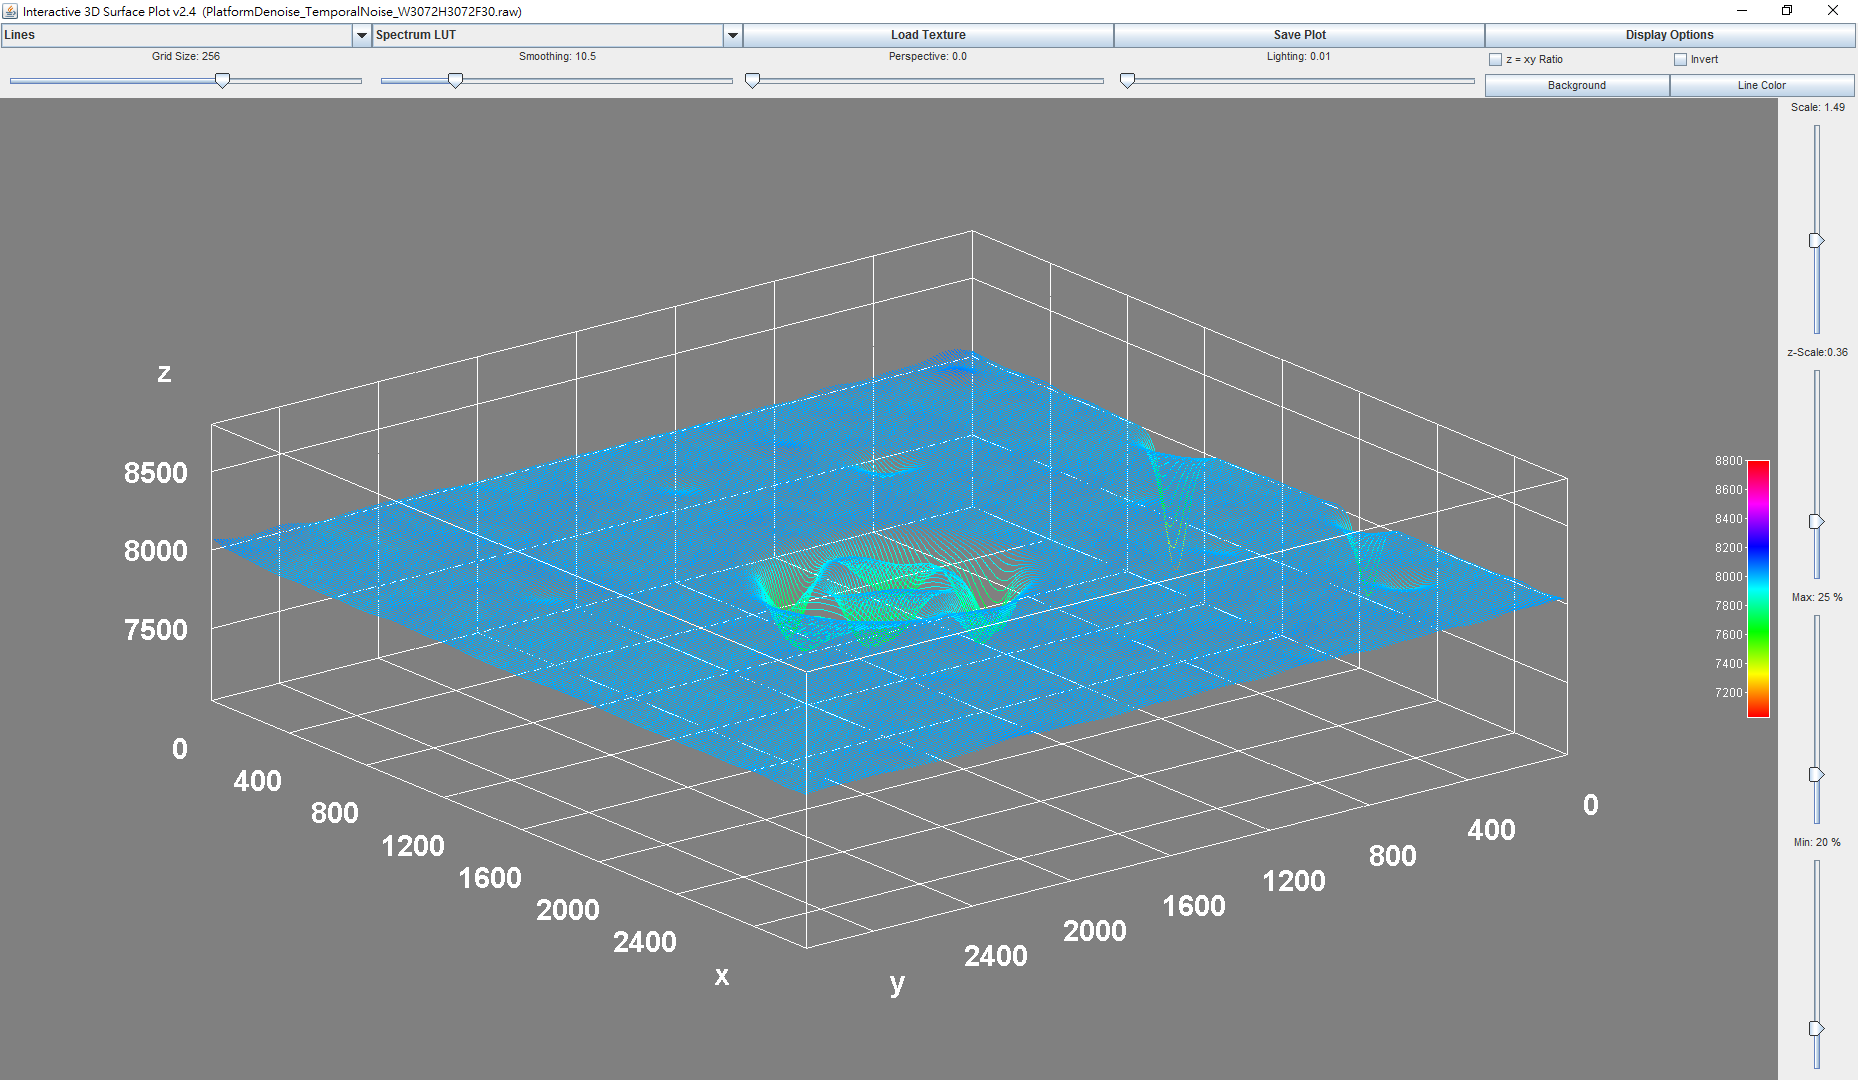 Interactive 3D Surface Plot v2.4 (PlatformDenoise_TemporalNoise_W3072H3072F30.raw)
Lines
Spectrum LUT
Load Texture
Save Plot
Display Options
Grid Size: 256
Smoothing: 10.5
Perspective: 0.0
Lighting: 0.01
z = xy Ratio
Invert
Background
Line Color
Scale: 1.49
z-Scale:0.36
Max: 25 %
Min: 20 %
z
8500
8000
7500
0
400
800
1200
1600
2000
2400
x
y
2400
2000
1600
1200
800
400
0
8800
8600
8400
8200
8000
7800
7600
7400
7200